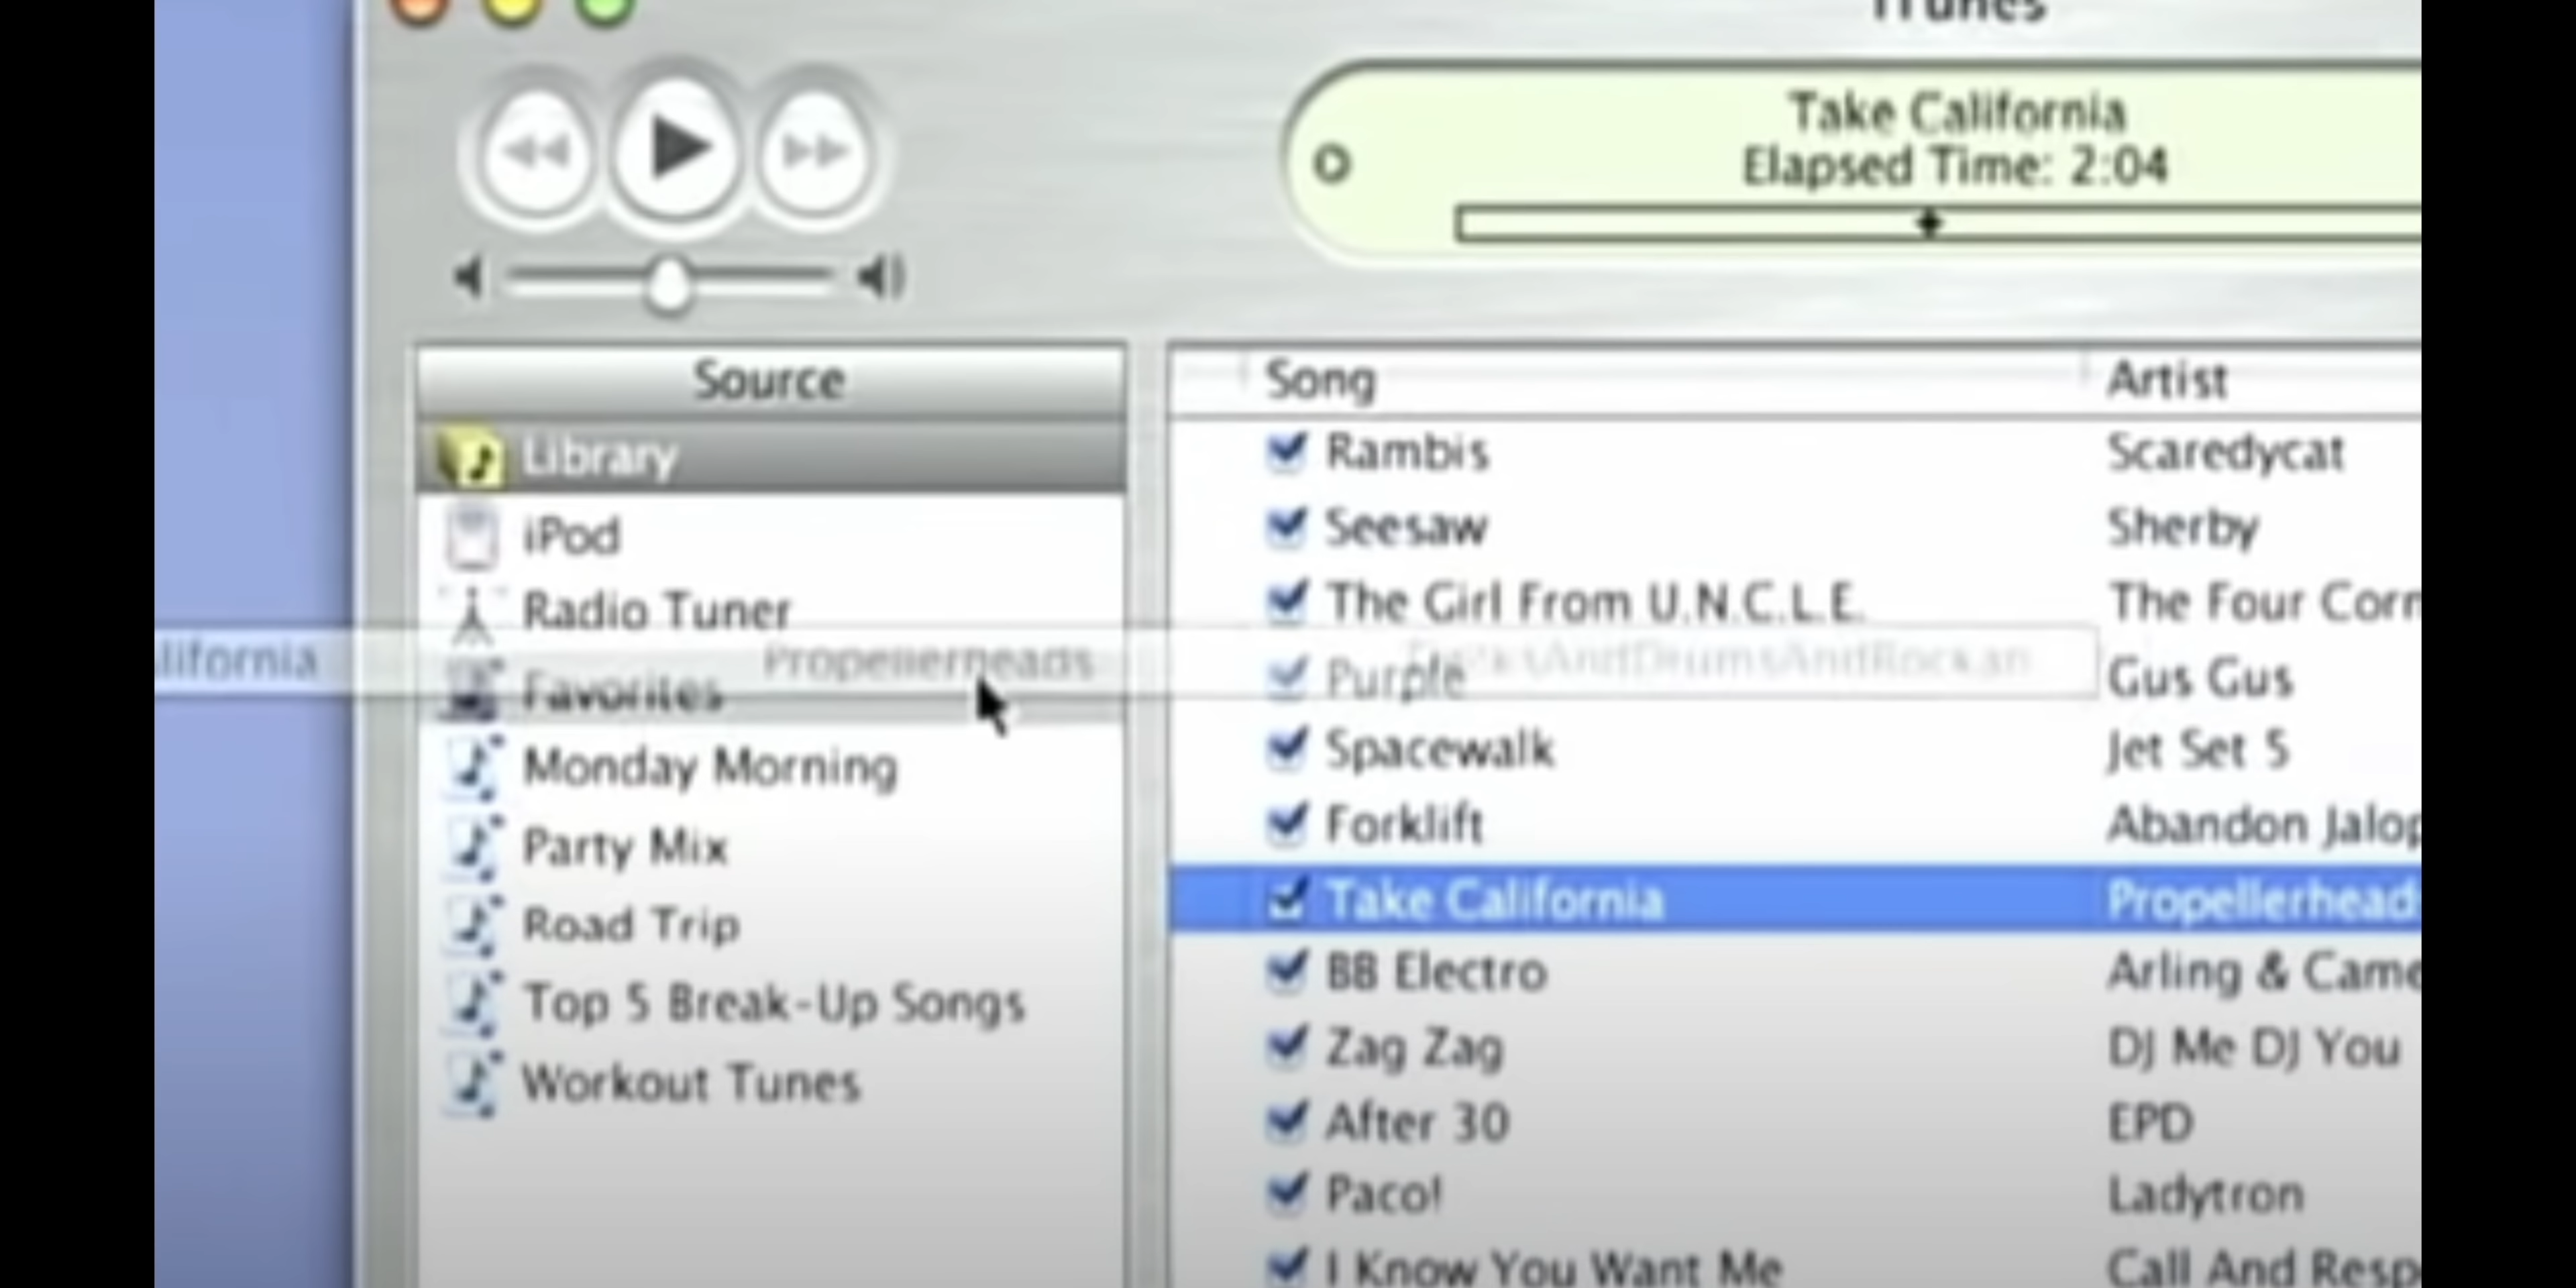 iTunes
Take California
Elapsed Time: 2:04
Source
Library
iPod
Radio Tuner
Favorites
Monday Morning
Party Mix
Road Trip
Top 5 Break-Up Songs
Workout Tunes
lifornia Propellerheads AndDrumsAndRockan
Song Artist
Rambis Scaredycat
Seesaw Sherby
The Girl From U.N.C.L.E. The Four Corn
Purple Gus Gus
Spacewalk Jet Set 5
Forklift Abandon Jalop
Take California Propellerhead
BB Electro Arling & Came
Zag Zag DJ Me DJ You
After 30 EPD
Paco! Ladytron
I Know You Want Me Call And Resp